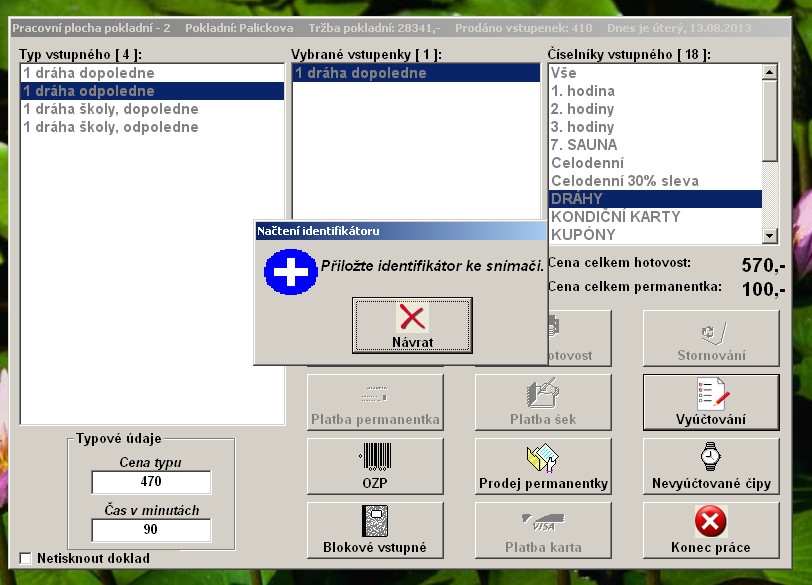 Pracovní plocha pokladní - 2 Pokladní: Palickova Tržba pokladní: 28341,- Prodáno vstupenek: 410 Dnes je úterý, 13.08.2013
Typ vstupného [ 4 ]:
1 dráha dopoledne
1 dráha odpoledne
1 dráha školy, dopoledne
1 dráha školy, odpoledne
Vybrané vstupenky [ 1 ]:
1 dráha dopoledne
Číselníky vstupného [ 18 ]:
Vše
1. hodina
2. hodiny
3. hodiny
7. SAUNA
Celodenní
Celodenní 30% sleva
DRÁHY
KONDIČNÍ KARTY
KUPÓNY
Načtení identifikátoru
Přiložte identifikátor ke snímači.
Návrat
Cena celkem hotovost: 570,-
Cena celkem permanentka: 100,-
otovost
Stornování
Platba permanentka
Platba šek
Vyúčtování
OZP
Prodej permanentky
Nevyúčtované čipy
Blokové vstupné
VISA
Platba karta
Konec práce
Typové údaje
Cena typu
470
Čas v minutách
90
Netisknout doklad